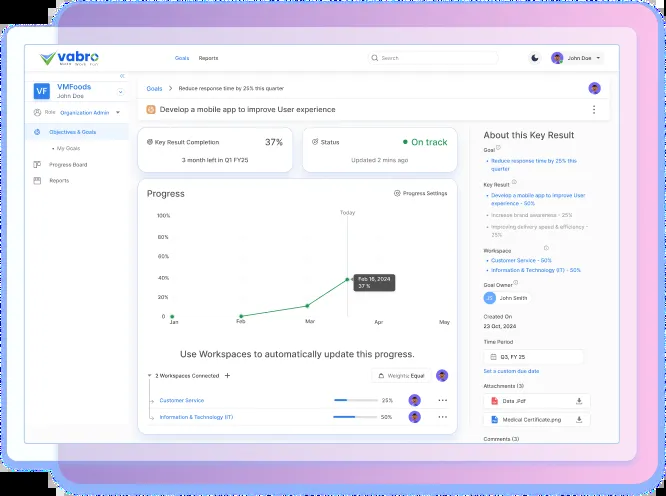 vabro
Goals
Reports
Search
John Doe
VF
VMFoods
John Doe
Role
Organization Admin
Objectives & Goals
My Goals
Progress Board
Reports
Goals > Reduce response time by 25% this quarter
Develop a mobile app to improve User experience
Key Result Completion
37%
3 month left in Q1 FY25
Status
On track
Updated 2 mins ago
Progress
Progress Settings
Today
100%
80%
60%
40%
20%
0
Feb 16, 2024
37 %
Jan
Feb
Mar
Apr
May
Use Workspaces to automatically update this progress.
2 Workspaces Connected +
Weights: Equal
Customer Service
25%
Information & Technology (IT)
50%
About this Key Result
Goal
Reduce response time by 25% this
quarter
Key Result
Develop a mobile app to improve User
experience - 50%
Increase brand awareness - 25%
Improving delivery speed & efficiency -
25%
Workspace
Customer Service - 50%
Information & Technology (IT) - 50%
Goal Owner
JS
John Smith
Created On
23 Oct, 2024
Time Period
Q3, FY 25
Set a custom due date
Attachments (3)
Data .Pdf
Medical Certificate.png
Comments (3)